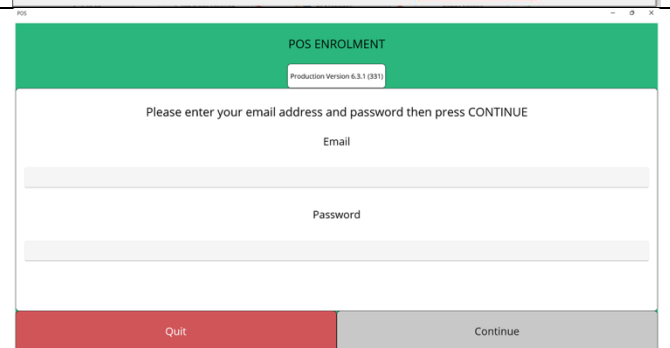 POS
POS ENROLMENT
Production Version 6.3.1 (331)
Please enter your email address and password then press CONTINUE
Email
Password
Quit
Continue